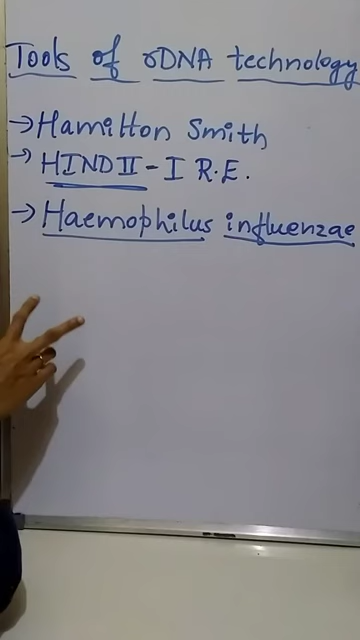 Tools of rDNA technology
→ Hamilton Smith
→ HIND II - I R.E.
→ Haemophilus influenzae